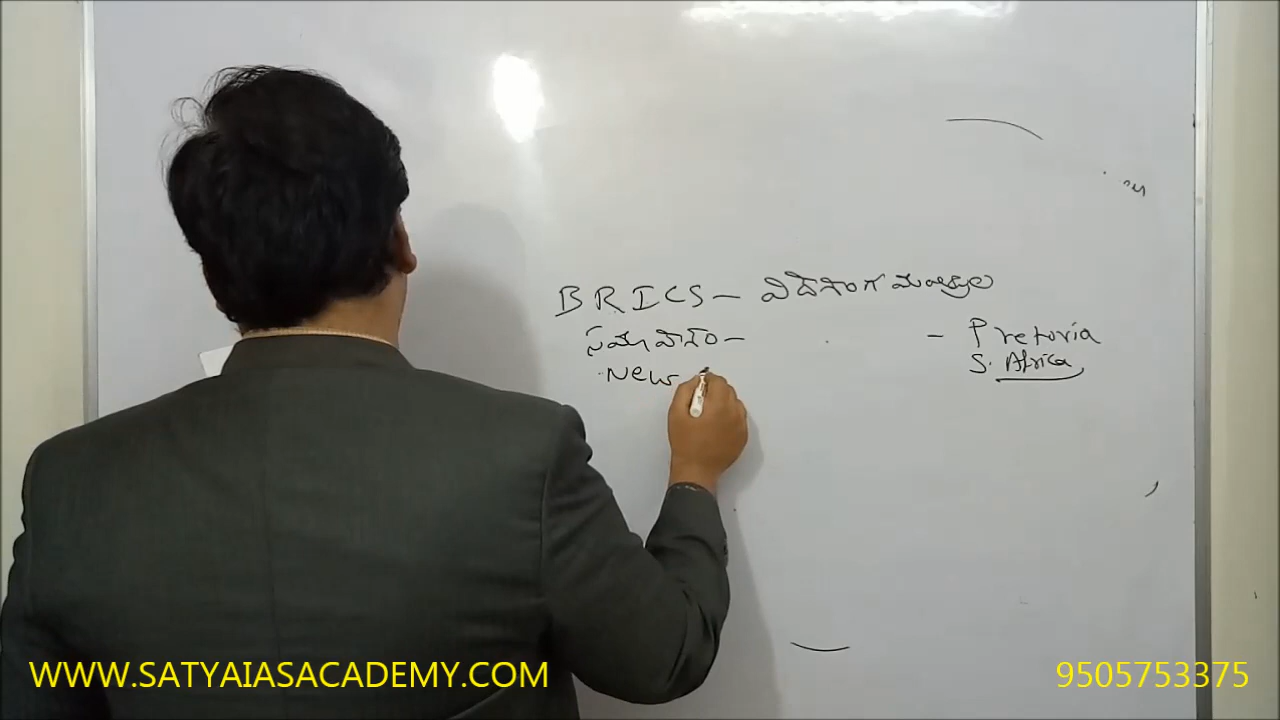 BRICS – విదేశాంగ మంత్రుల
సమావేశం – – Pretoria
S. Africa
New
WWW.SATYAIASACADEMY.COM 9505753375